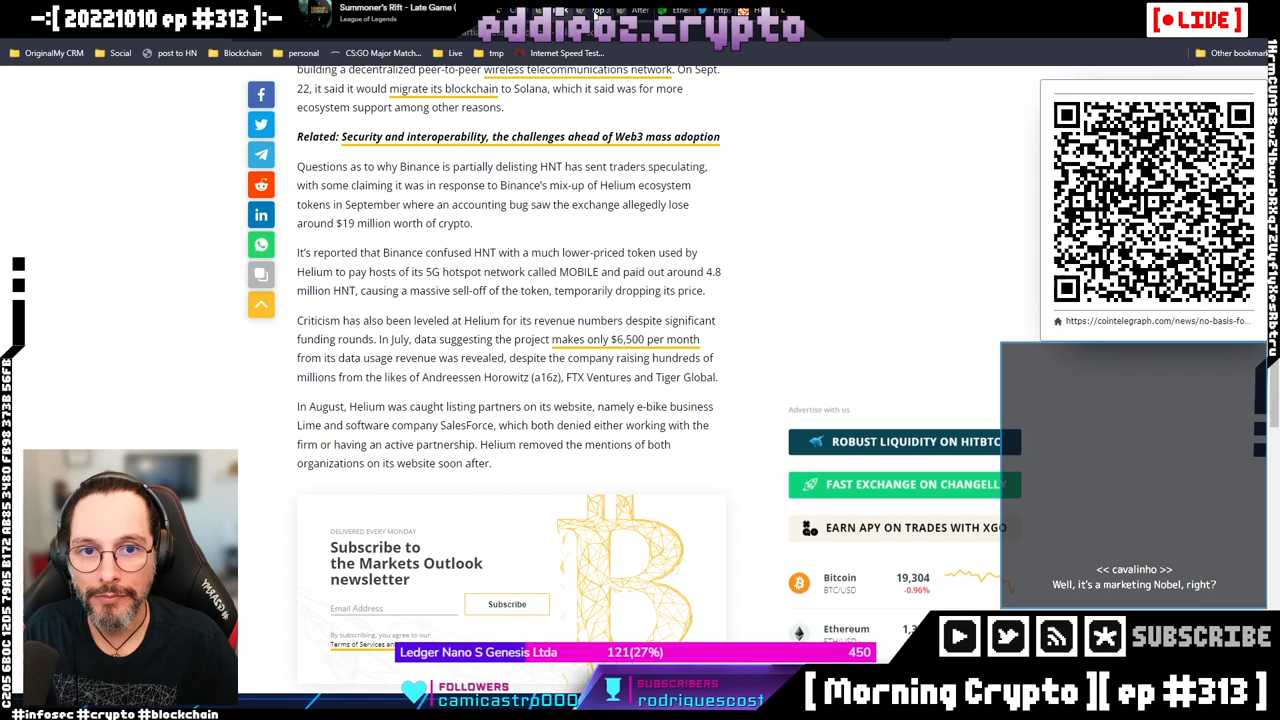 -:[ 20221010 ep #313 ]:-
Summoner's Rift - Late Game (
League of Legends
eddieoz.crypto
[●LIVE]
OriginalMy CRM
Social
post to HN
Blockchain
personal
CS:GO Major Match...
Live
tmp
Internet Speed Test...
Other bookmar
building a decentralized peer-to-peer wireless telecommunications network. On Sept.
22, it said it would migrate its blockchain to Solana, which it said was for more
ecosystem support among other reasons.
Related: Security and interoperability, the challenges ahead of Web3 mass adoption
Questions as to why Binance is partially delisting HNT has sent traders speculating,
with some claiming it was in response to Binance's mix-up of Helium ecosystem
tokens in September where an accounting bug saw the exchange allegedly lose
around $19 million worth of crypto.
It's reported that Binance confused HNT with a much lower-priced token used by
Helium to pay hosts of its 5G hotspot network called MOBILE and paid out around 4.8
million HNT, causing a massive sell-off of the token, temporarily dropping its price.
Criticism has also been leveled at Helium for its revenue numbers despite significant
funding rounds. In July, data suggesting the project makes only $6,500 per month
from its data usage revenue was revealed, despite the company raising hundreds of
millions from the likes of Andreessen Horowitz (a16z), FTX Ventures and Tiger Global.
In August, Helium was caught listing partners on its website, namely e-bike business
Lime and software company SalesForce, which both denied either working with the
firm or having an active partnership. Helium removed the mentions of both
organizations on its website soon after.
DELIVERED EVERY MONDAY
Subscribe to
the Markets Outlook
newsletter
Email Address
Subscribe
By subscribing, you agree to our
Terms of Services an
https://cointelegraph.com/news/no-basis-fo...
Advertise with us
ROBUST LIQUIDITY ON HITBTC
FAST EXCHANGE ON CHANGELLY
EARN APY ON TRADES WITH XGO
Bitcoin
BTC/USD
19,304
-0.96%
Ethereum
<< cavalinho >>
Well, it's a marketing Nobel, right?
Ledger Nano S Genesis Ltda
121(27%)
450
FOLLOWERS
camicastrp0000
SUBSCRIBERS
rodriguescost
SUBSCRIBE
[ Morning Crypto ][ ep #313 ]
#crypto #blockchain